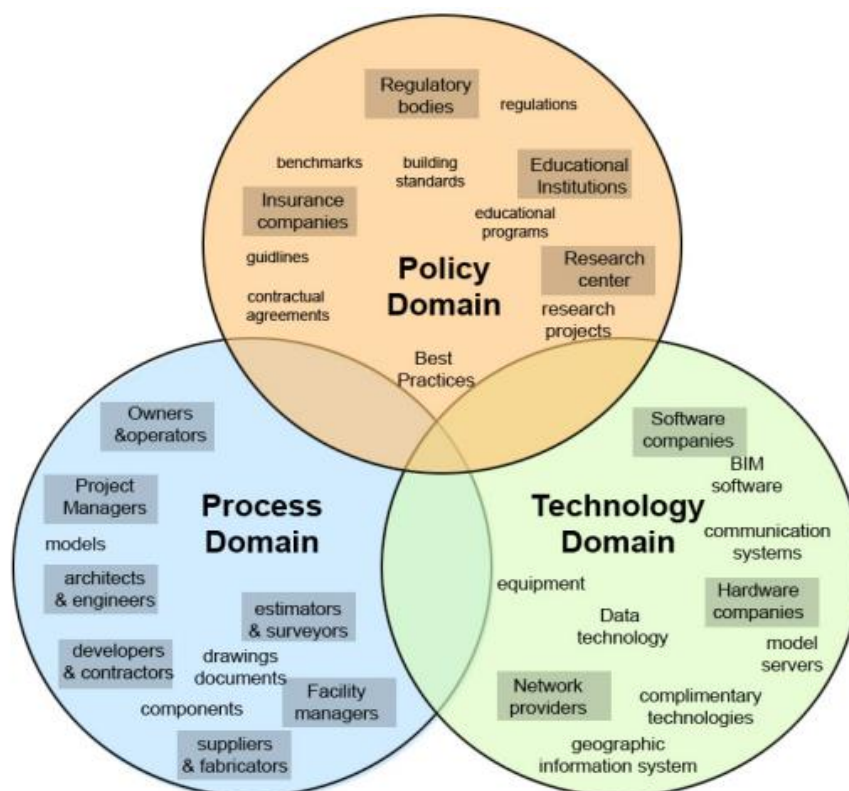 Regulatory
bodies
regulations
benchmarks
building
standards
Educational
Institutions
Insurance
companies
educational
programs
guidlines
Policy
Domain
Research
center
contractual
agreements
research
projects
Best
Practices
Owners
&operators
Project
Managers
models
Process
Domain
architects
& engineers
estimators
& surveyors
developers
& contractors
drawings
documents
Facility
managers
components
suppliers
& fabricators
Software
companies
BIM
software
Technology
Domain
communication
systems
equipment
Hardware
companies
Data
technology
model
servers
Network
providers
complimentary
technologies
geographic
information system